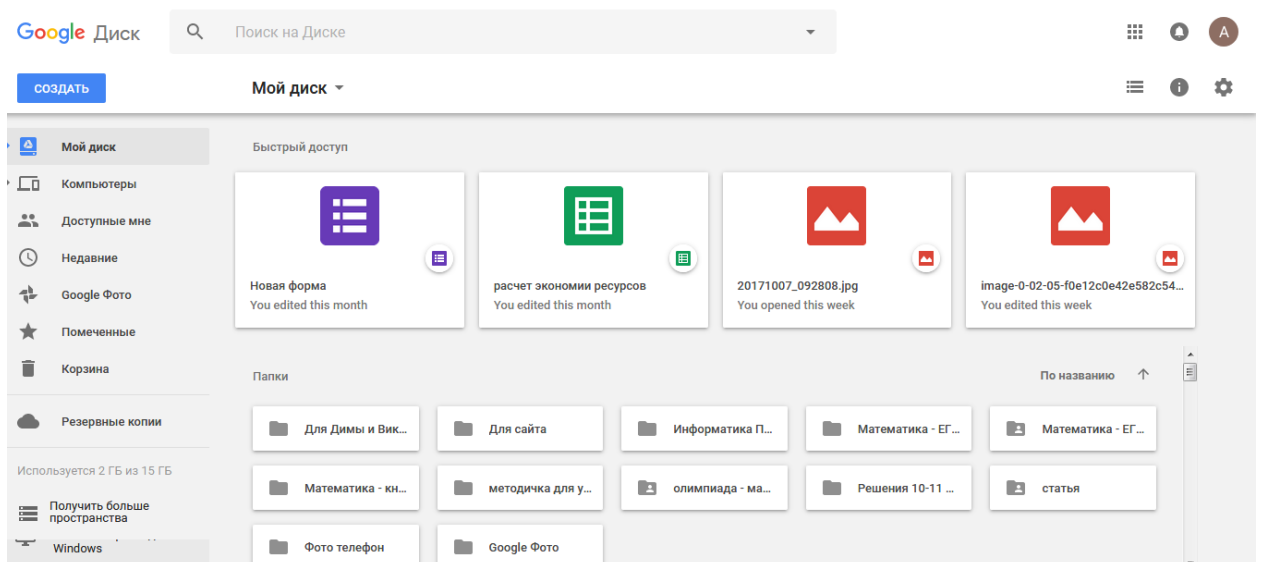 Google Диск
Поиск на Диске
А
СОЗДАТЬ
Мой диск
Мой диск
Компьютеры
Доступные мне
Недавние
Google Фото
Помеченные
Корзина
Резервные копии
Используется 2 ГБ из 15 ГБ
Получить больше
пространства
Windows
Быстрый доступ
Новая форма
You edited this month
расчет экономии ресурсов
You edited this month
20171007_092808.jpg
You opened this week
image-0-02-05-f0e12c0e42e582c54...
You edited this week
Папки
По названию
Для Димы и Вик...
Для сайта
Информатика П...
Математика - ЕГ...
Математика - ЕГ...
Математика - кн...
методичка для у...
олимпиада - ма...
Решения 10-11 ...
статья
Фото телефон
Google Фото